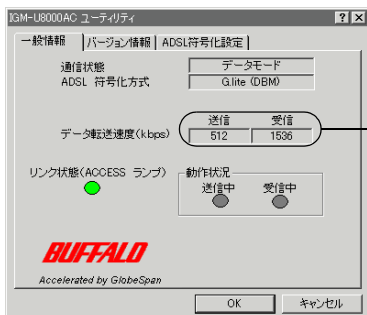 IGM-U8000AC ユーティリティ
一般情報 バージョン情報 ADSL符号化設定
通信状態 データモード
ADSL 符号化方式 G.lite (DBM)
送信 受信
データ転送速度(kbps) 512 1536
リンク状態(ACCESS ランプ) 動作状況
送信中 受信中
BUFFALO
Accelerated by GlobeSpan
OK キャンセル